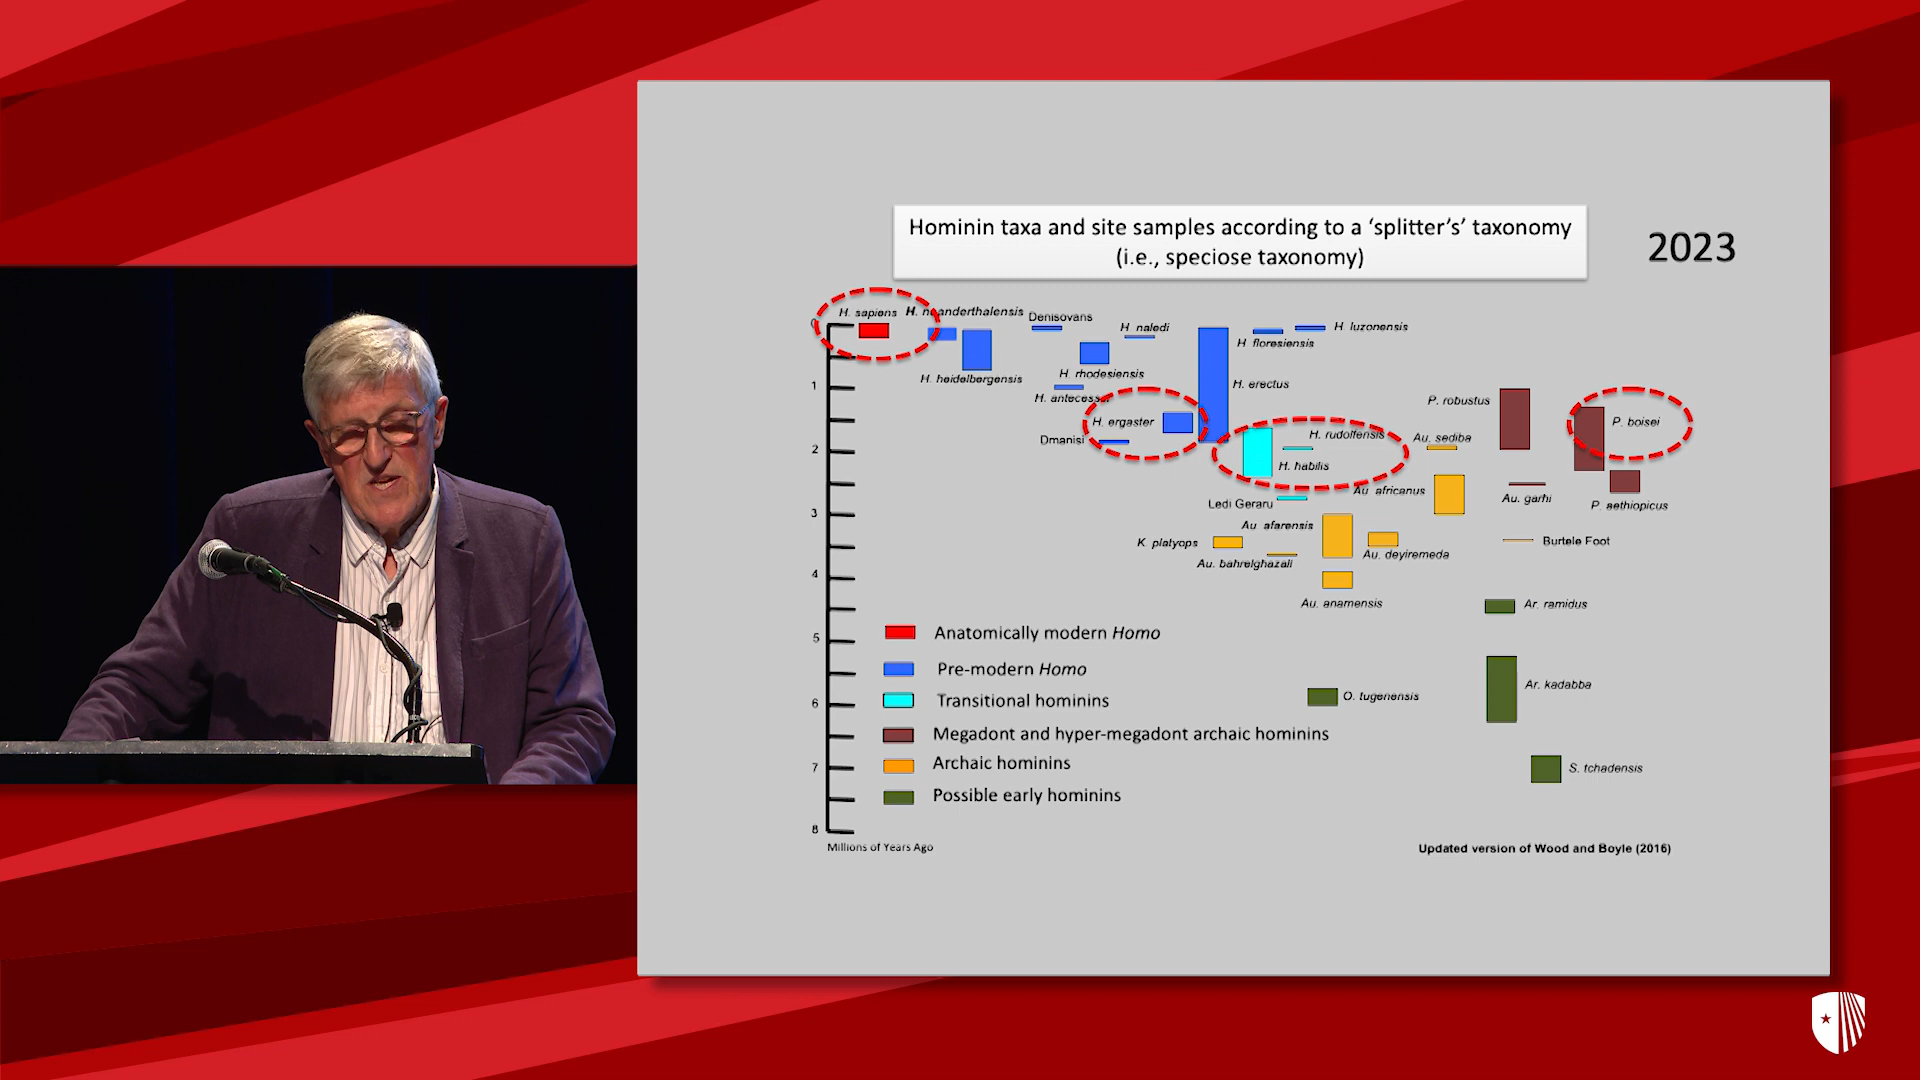 Hominin taxa and site samples according to a ‘splitter’s’ taxonomy
(i.e., speciose taxonomy)
2023
H. sapiens
H. neanderthalensis
Denisovans
H naledi
H luzonensis
H floresiensis
H. heidelbergensis
H. rhodesiensis
H. erectus
H. antecess
H. ergaster
Dmanisi
H. rudolfensis
H. habilis
P. robustus
P. boisei
Au. sediba
Au africanus
Au. garhi
P. aethiopicus
Ledi Geraru
Au afarensis
K. platyops
Au. deyiremeda
Au. bahrelghazali
Burtele Foot
Au. anamensis
Ar. ramidus
O. tugenensis
Ar. kadabba
S. tchadensis
0
1
2
3
4
5
6
7
8
Millions of Years Ago
Anatomically modern Homo
Pre-modern Homo
Transitional hominins
Megadont and hyper-megadont archaic hominins
Archaic hominins
Possible early hominins
Updated version of Wood and Boyle (2016)